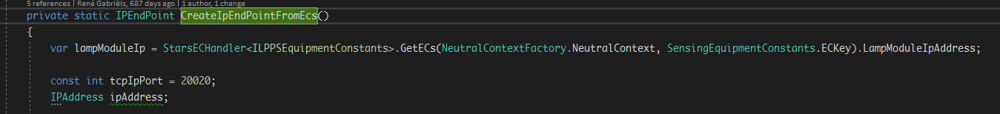 5 references | René Gabriëls, 687 days ago | 1 author, 1 change
private static IPEndPoint CreateIpEndPointFromEcs()
{
var lampModuleIp = StarsECHandler<ILPPSEquipmentConstants>.GetECs(NeutralContextFactory.NeutralContext, SensingEquipmentConstants.ECKey).LampModuleIpAddress;
const int tcpIpPort = 20020;
IPAddress ipAddress;